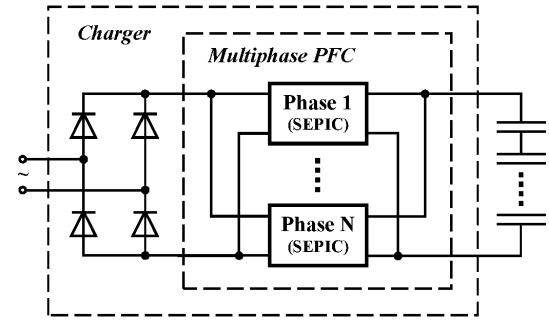 Charger
Multiphase PFC
Phase 1
(SEPIC)
~
Phase N
(SEPIC)